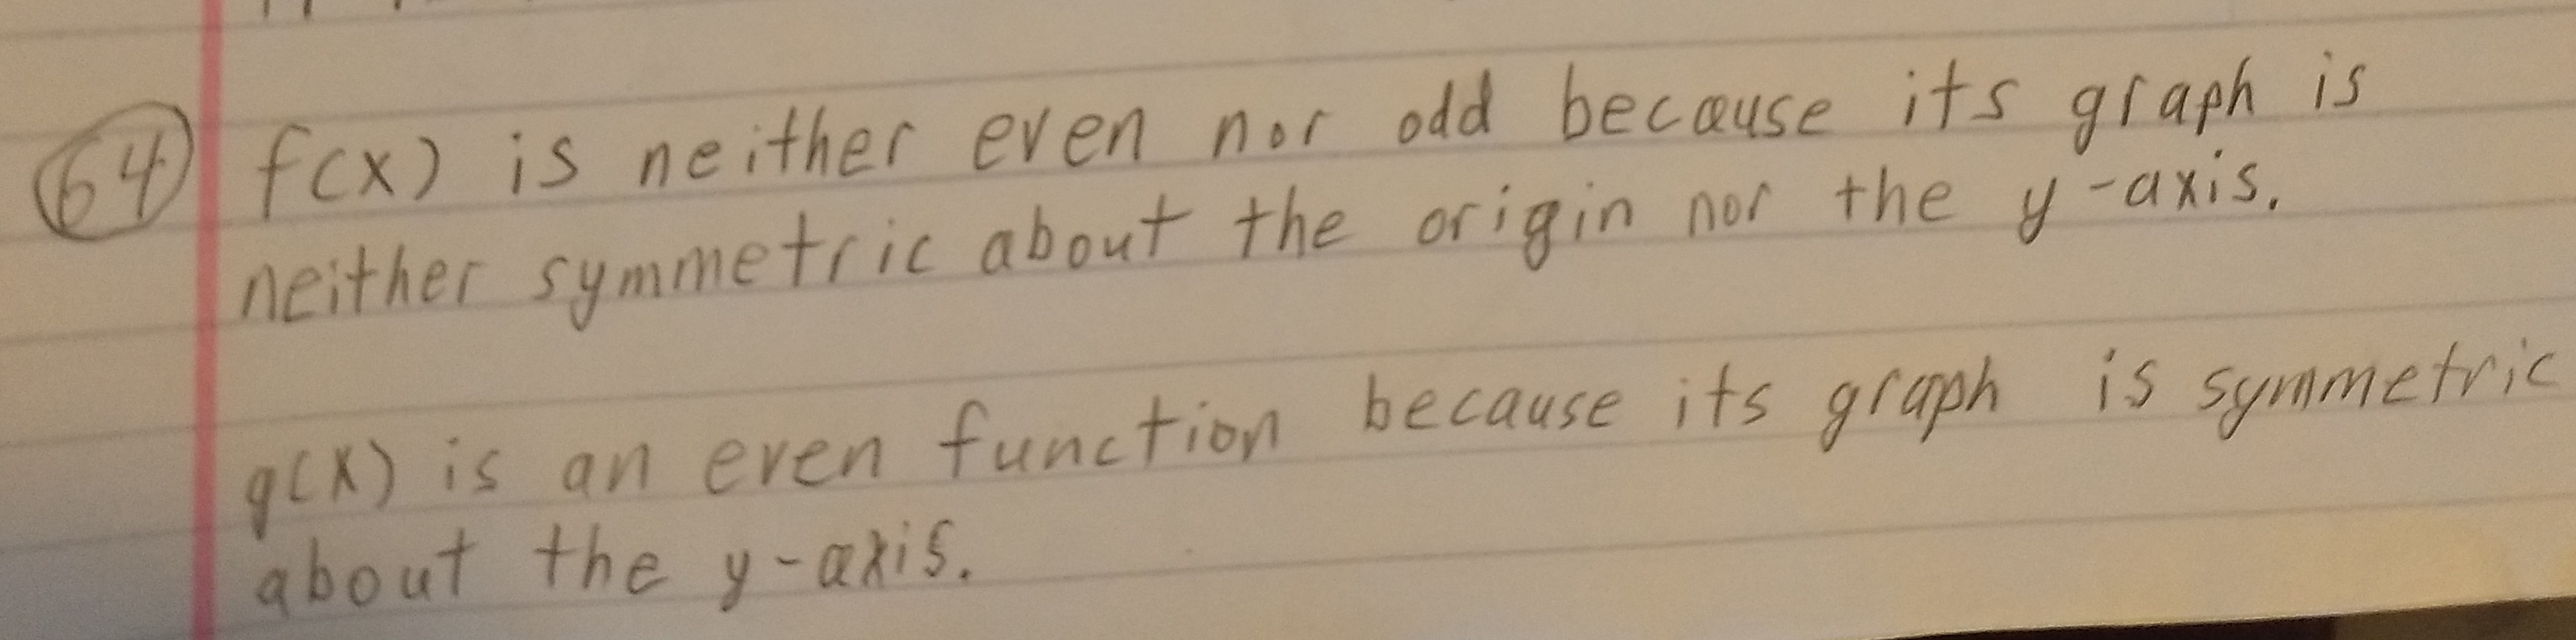 64 f(x) is neither even nor odd because its graph is
neither symmetric about the origin nor the y-axis.
g(x) is an even function because its graph is symmetric
about the y-axis.